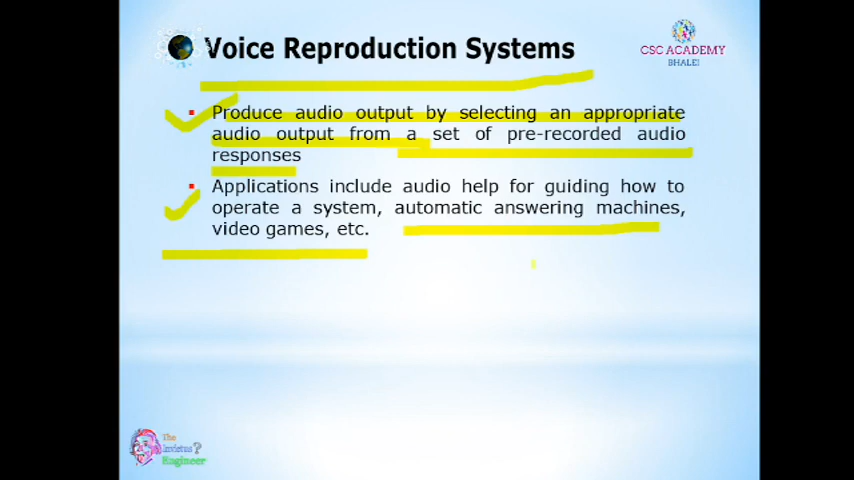 Voice Reproduction Systems
CSC ACADEMY
BHALEI
Produce audio output by selecting an appropriate
audio output from a set of pre-recorded audio
responses
Applications include audio help for guiding how to
operate a system, automatic answering machines,
video games, etc.
The
Invictus?
Engineer